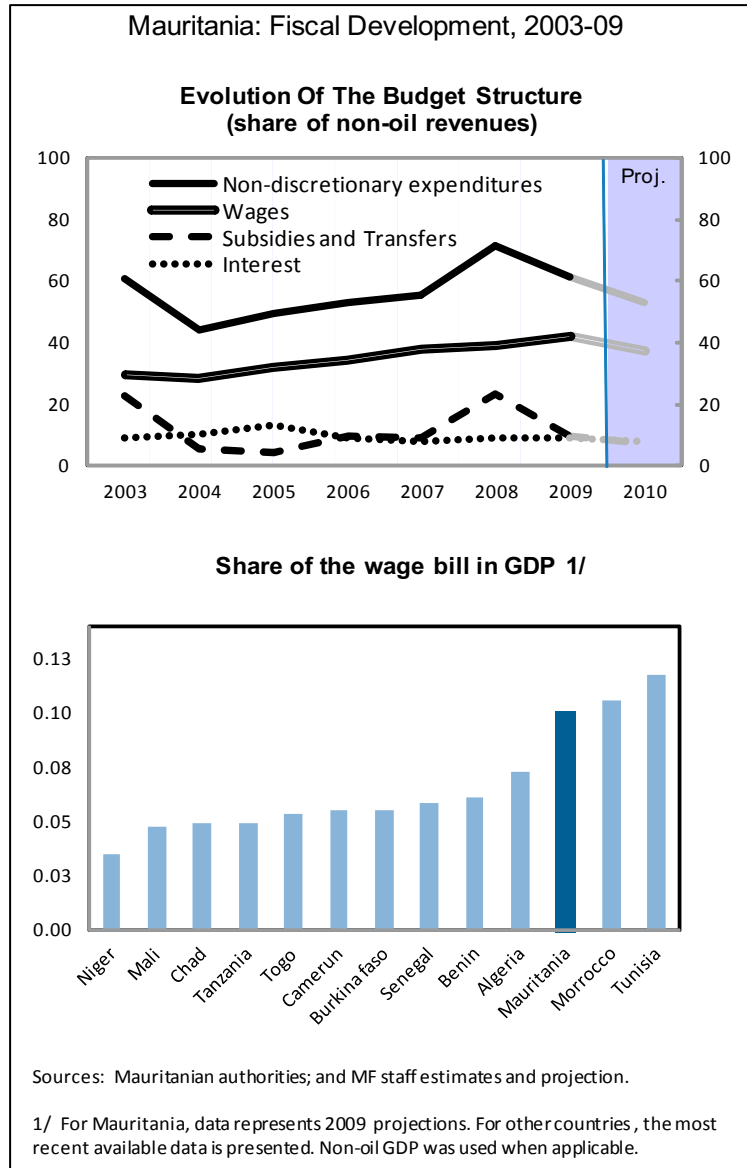 Mauritania: Fiscal Development, 2003-09
Evolution Of The Budget Structure
(share of non-oil revenues)
100
80
60
40
20
0
Non-discretionary expenditures
Wages
Subsidies and Transfers
Interest
Proj.
100
80
60
40
20
0
2003 2004 2005 2006 2007 2008 2009 2010
Share of the wage bill in GDP 1/
0.13
0.10
0.08
0.05
0.03
0.00
Niger Mali Chad Tanzania Togo Camerun Burkina faso Senegal Benin Algeria Mauritania Morrocco Tunisia
Sources: Mauritanian authorities; and MF staff estimates and projection.
1/ For Mauritania, data represents 2009 projections. For other countries , the most
recent available data is presented. Non-oil GDP was used when applicable.